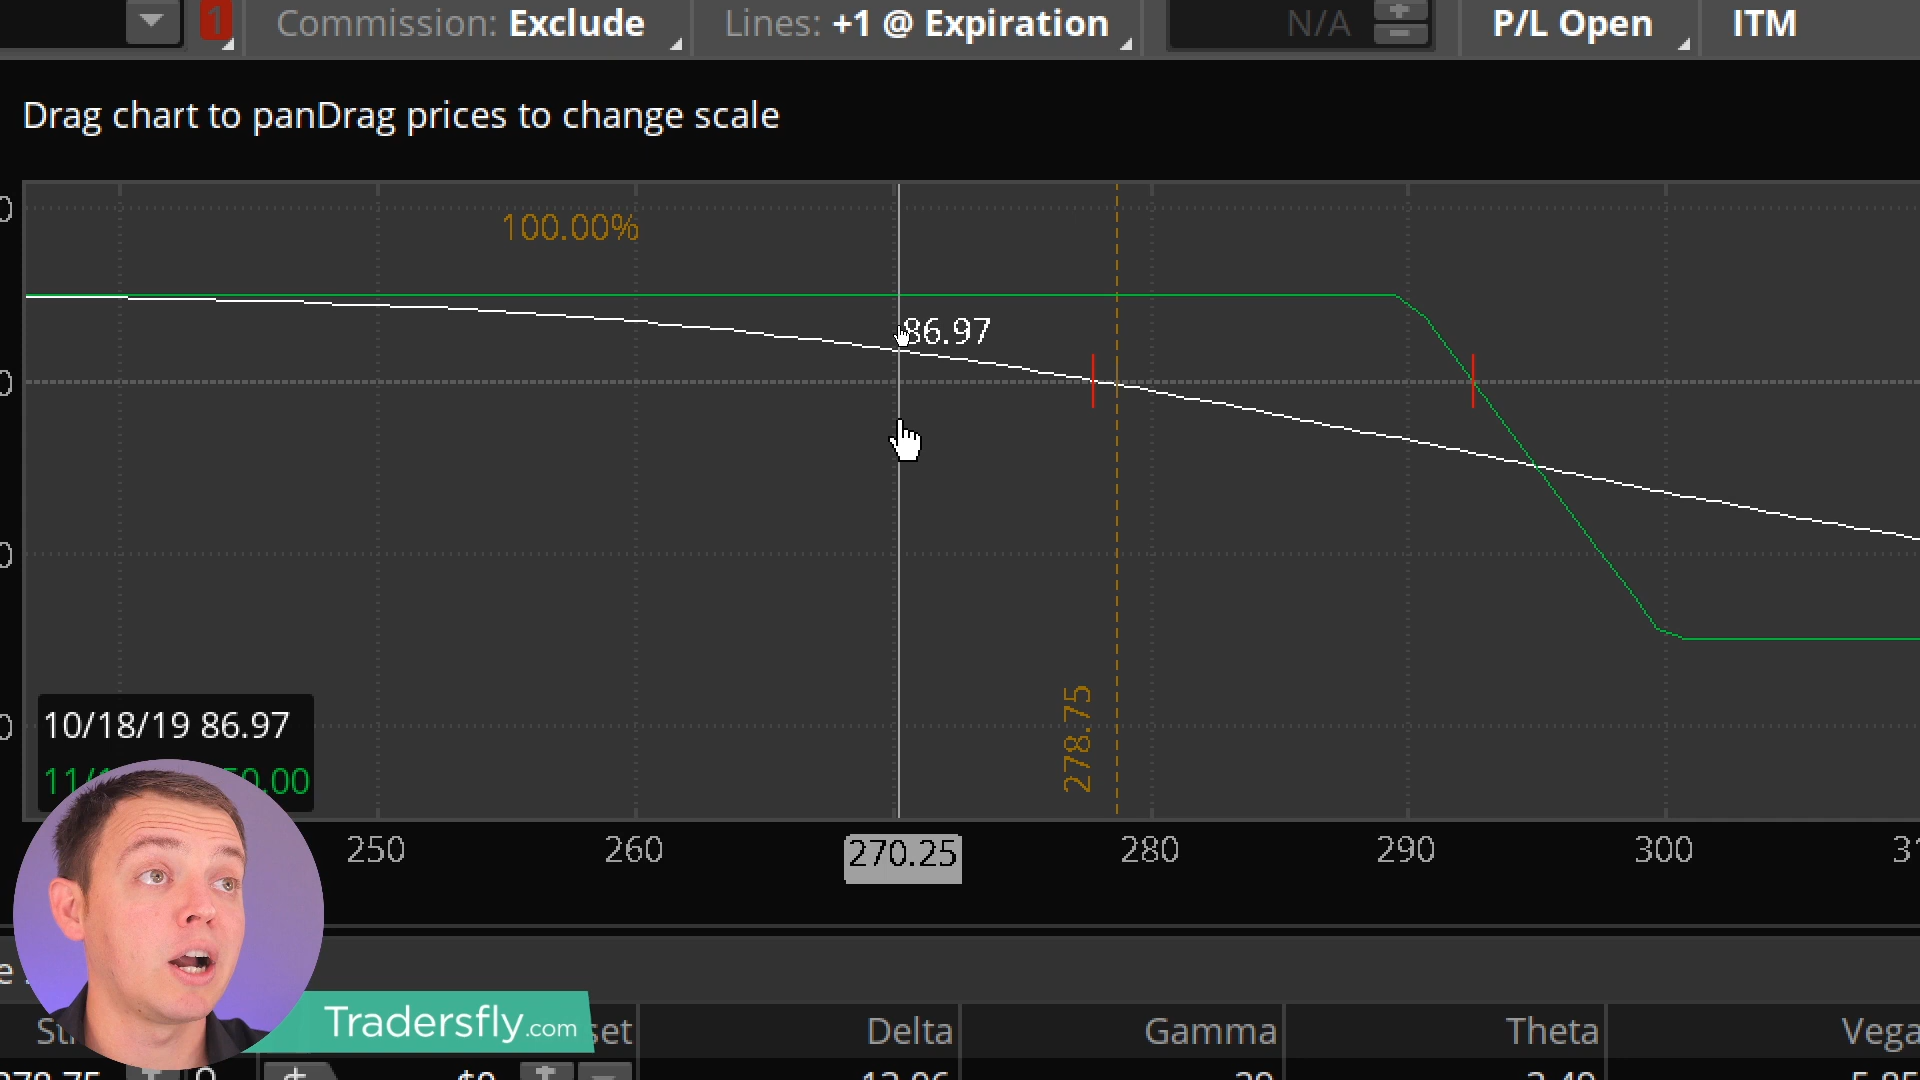 1 Commission: Exclude Lines: +1 @ Expiration N/A P/L Open ITM
Drag chart to panDrag prices to change scale
100.00%
86.97
278.75
10/18/19 86.97
250 260 270.25 280 290 300
Tradersfly.com
Delta Gamma Theta Vega
$0